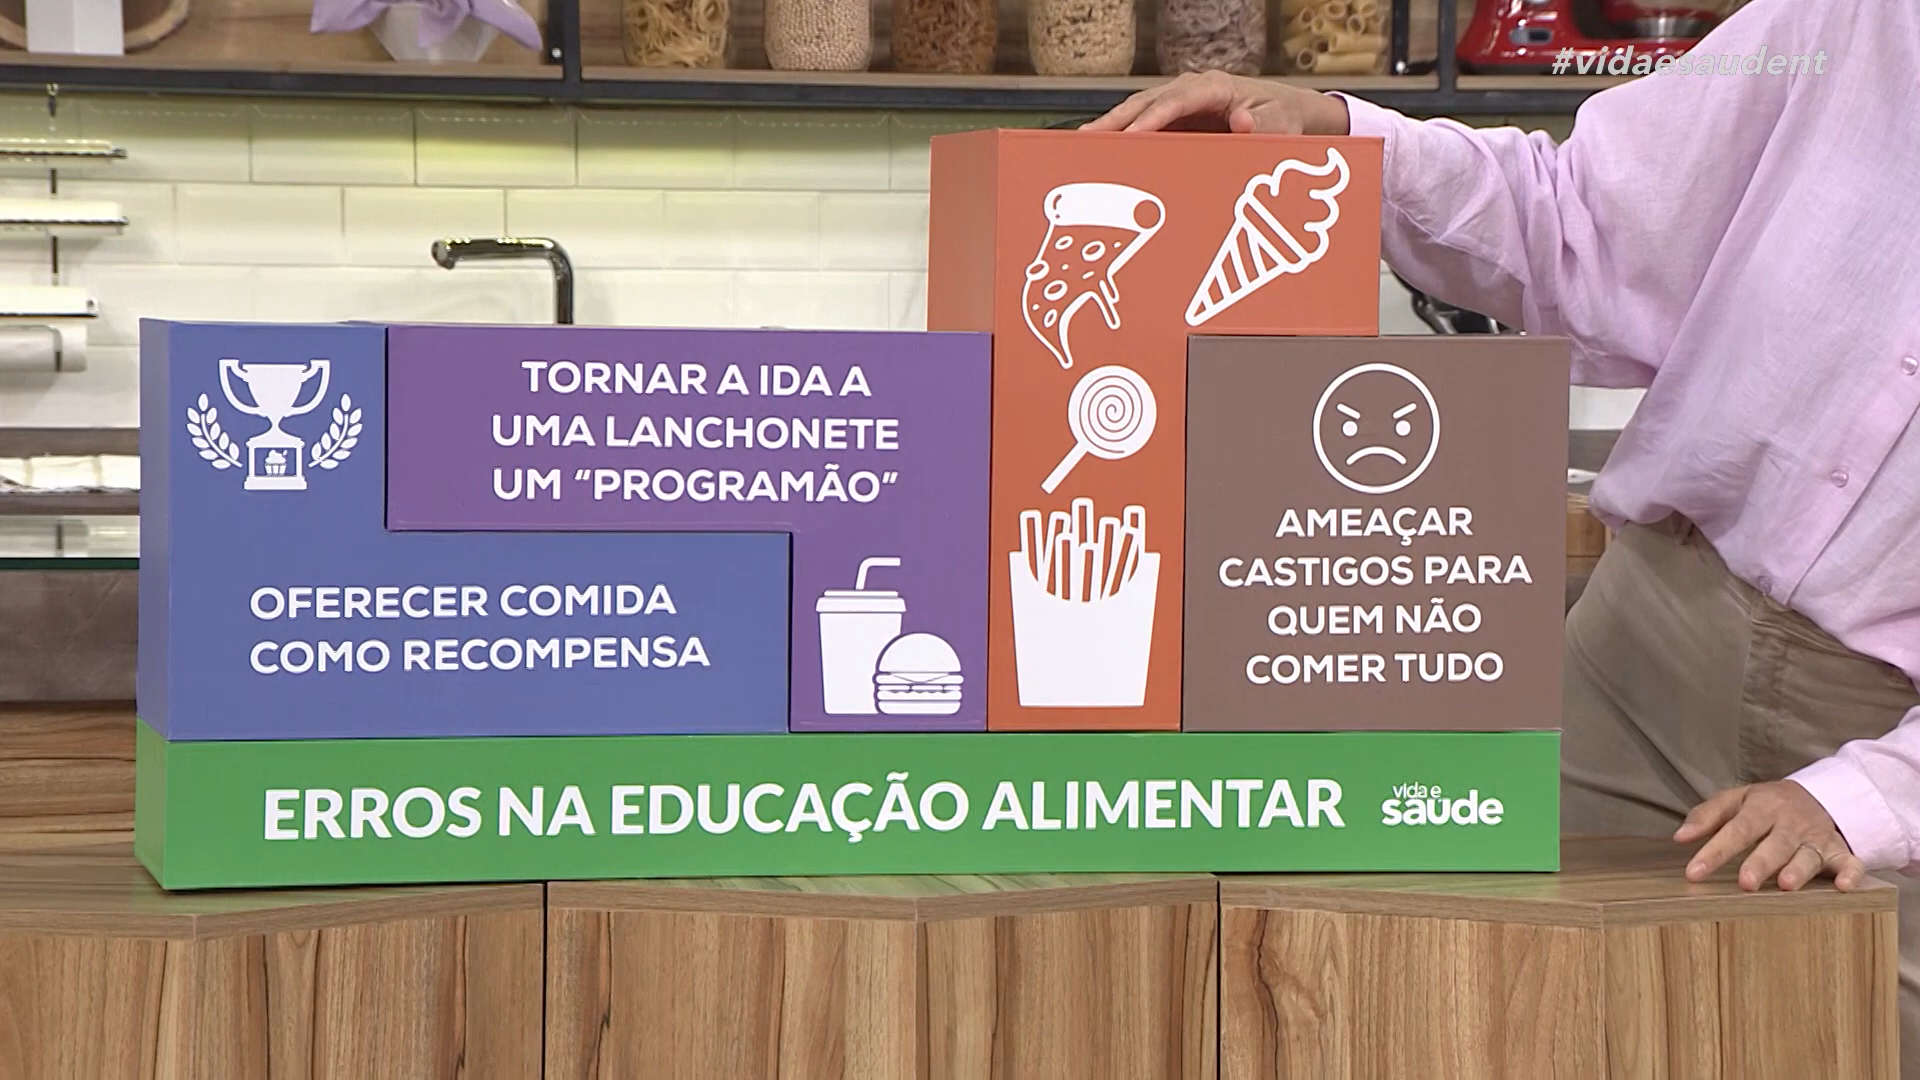 #vidaesaudent
TORNAR A IDA A
UMA LANCHONETE
UM “PROGRAMÃO”
OFERECER COMIDA
COMO RECOMPENSA
AMEAÇAR
CASTIGOS PARA
QUEM NÃO
COMER TUDO
ERROS NA EDUCAÇÃO ALIMENTAR
vida e
saúde